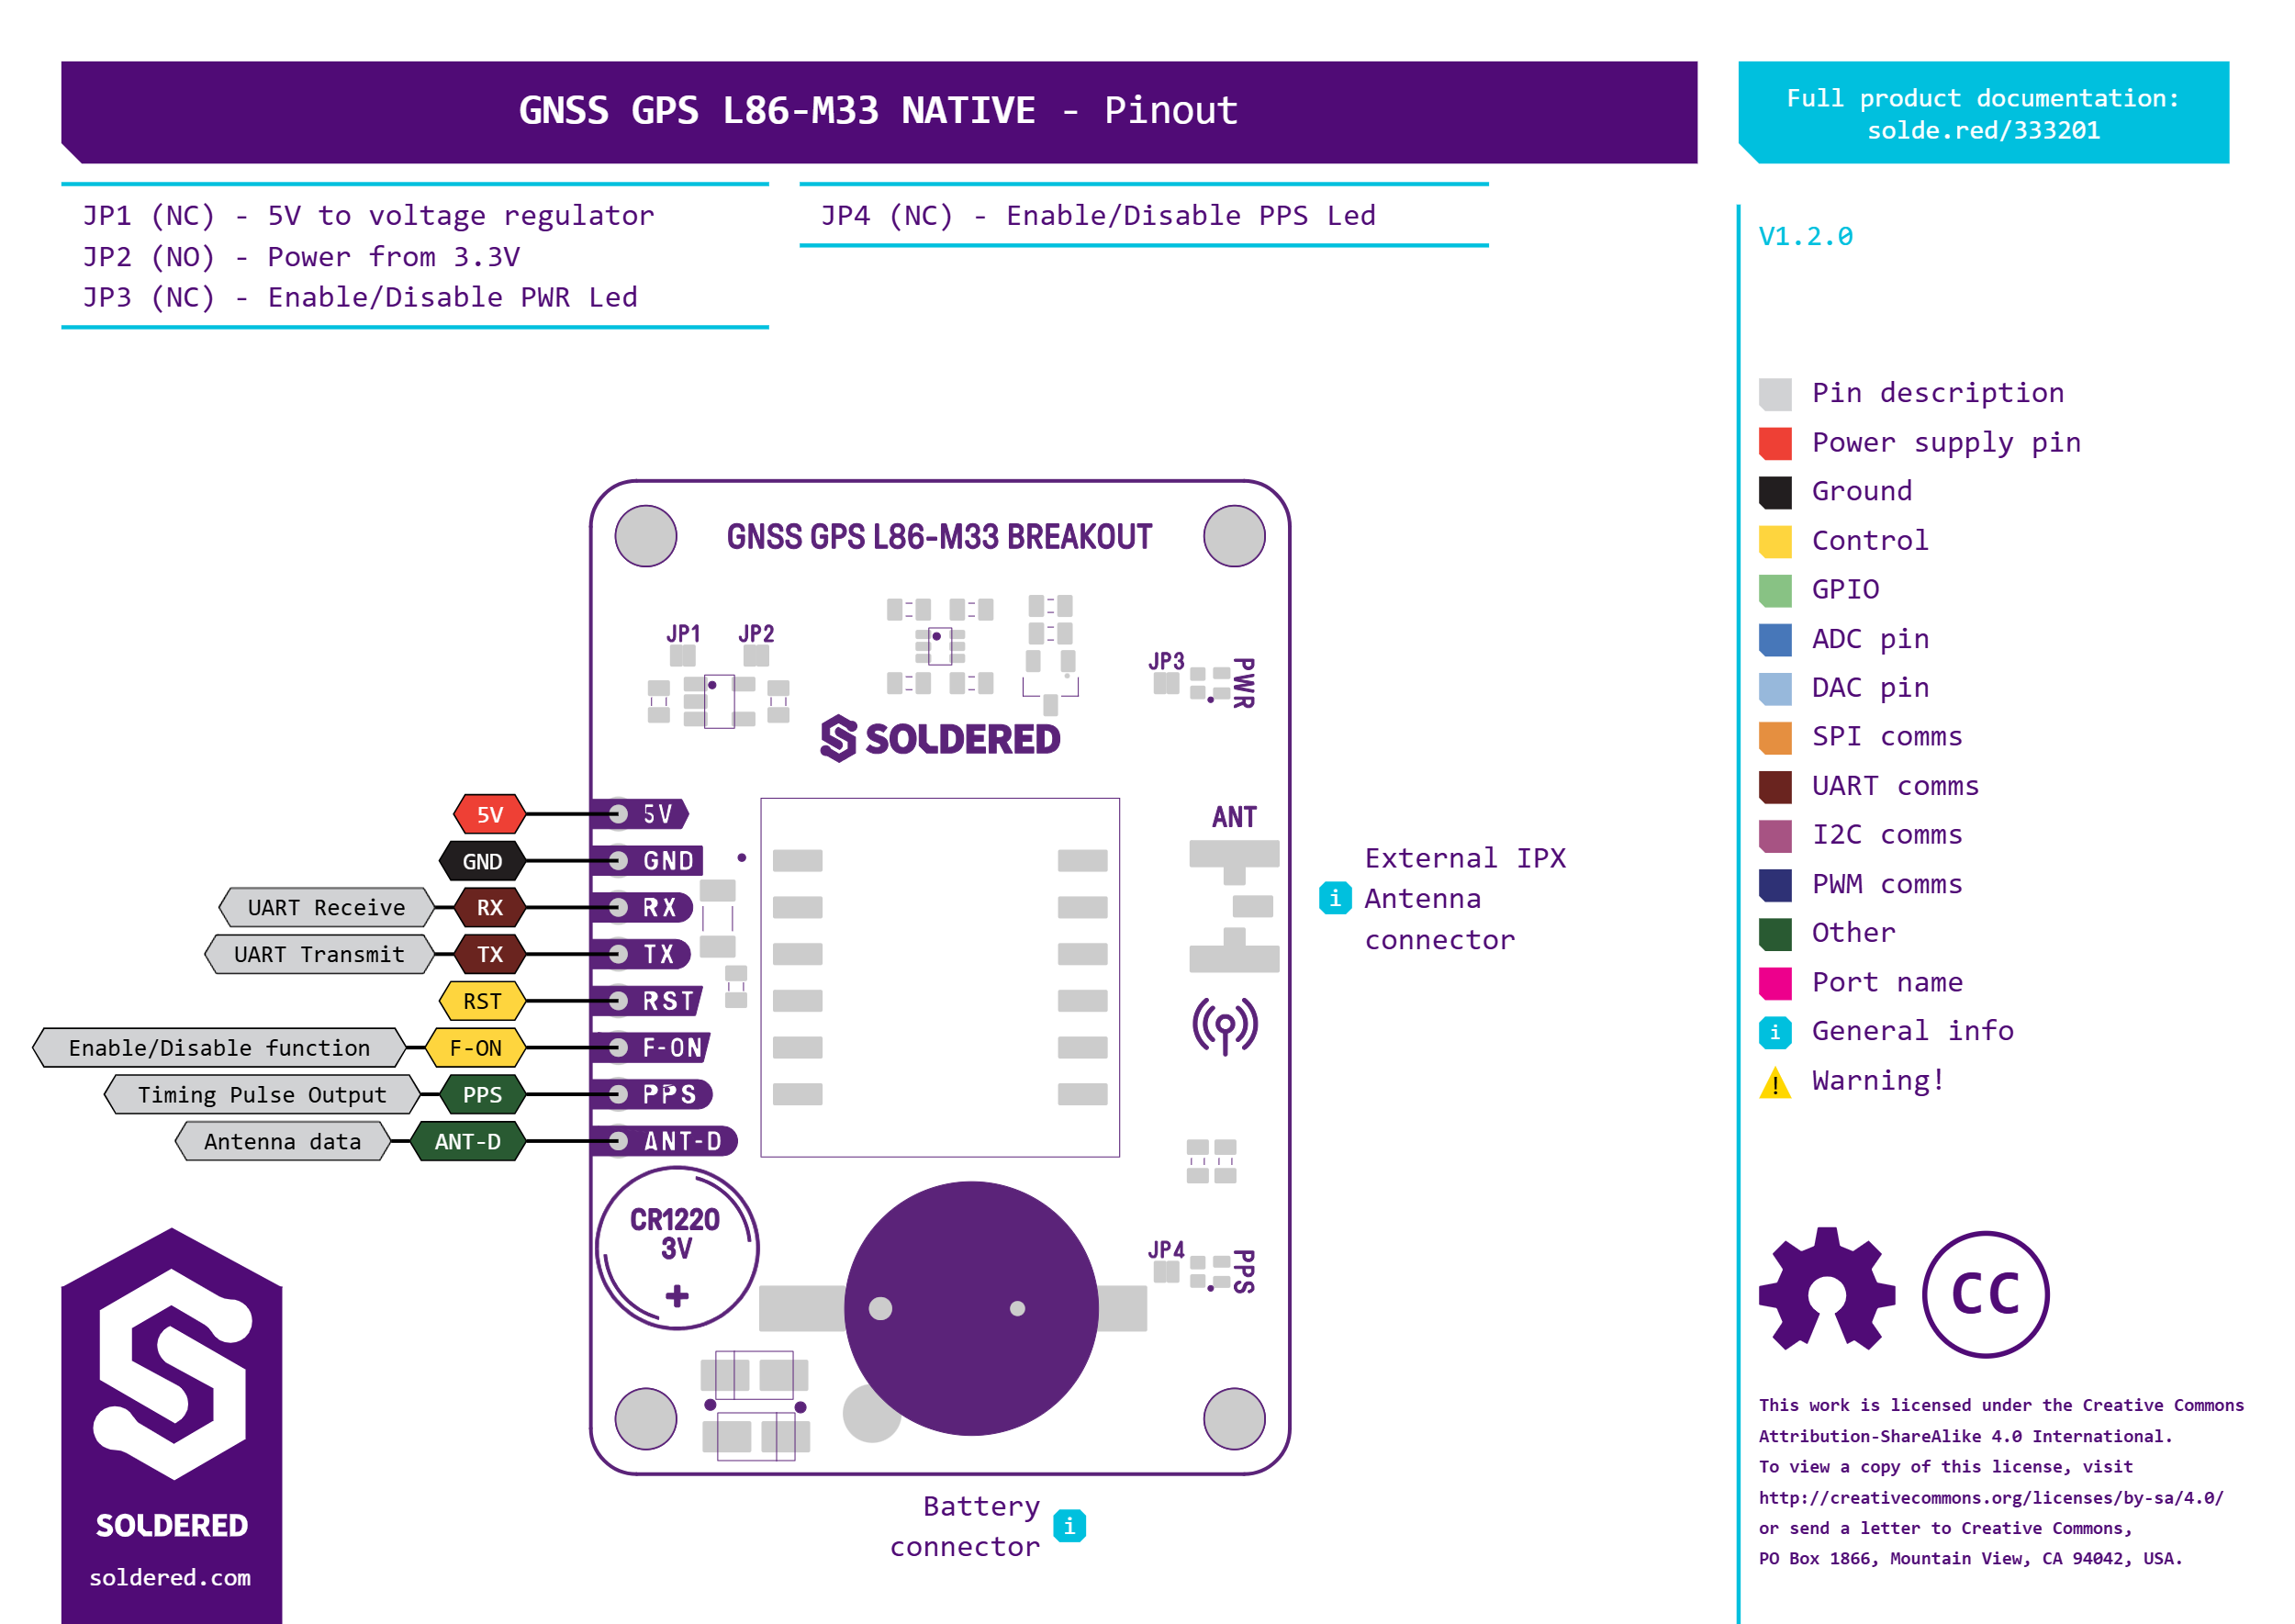 GNSS GPS L86-M33 NATIVE - Pinout
Full product documentation:
solde.red/333201
JP1 (NC) - 5V to voltage regulator
JP2 (NO) - Power from 3.3V
JP3 (NC) - Enable/Disable PWR Led
JP4 (NC) - Enable/Disable PPS Led
V1.2.0
Pin description
Power supply pin
Ground
Control
GPIO
ADC pin
DAC pin
SPI comms
UART comms
I2C comms
PWM comms
Other
Port name
i General info
! Warning!
GNSS GPS L86-M33 BREAKOUT
JP1 JP2
JP3 PWR
SOLDERED
5V 5V
GND GND
UART Receive RX RX
UART Transmit TX TX
RST RST
Enable/Disable function F-ON F-ON
Timing Pulse Output PPS PPS
Antenna data ANT-D ANT-D
ANT
i External IPX
Antenna
connector
CR1220
3V
+
JP4 PPS
Battery
connector i
SOLDERED
soldered.com
CC
This work is licensed under the Creative Commons
Attribution-ShareAlike 4.0 International.
To view a copy of this license, visit
http://creativecommons.org/licenses/by-sa/4.0/
or send a letter to Creative Commons,
PO Box 1866, Mountain View, CA 94042, USA.